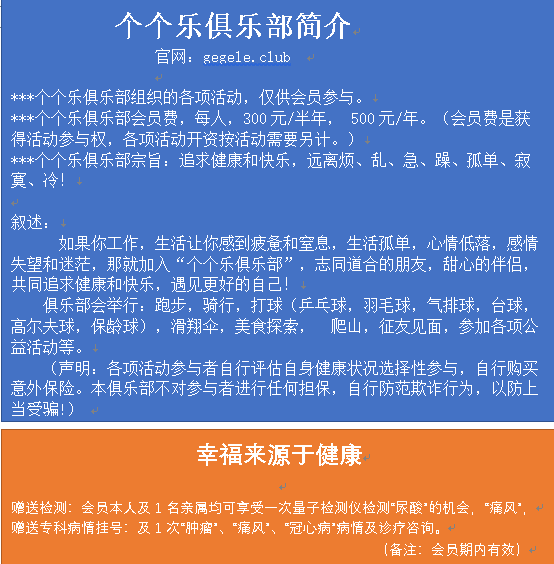 个个乐俱乐部简介
官网：gegele.club
***个个乐俱乐部组织的各项活动，仅供会员参与。
***个个乐俱乐部会员费，每人，300元/半年， 500元/年。（会员费是获
得活动参与权，各项活动开资按活动需要另计。）
***个个乐俱乐部宗旨：追求健康和快乐，远离烦、乱、急、躁、孤单、寂
寞、冷！
叙述：
如果你工作，生活让你感到疲惫和窒息，生活孤单，心情低落，感情
失望和迷茫，那就加入“个个乐俱乐部”，志同道合的朋友，甜心的伴侣，
共同追求健康和快乐，遇见更好的自己！
俱乐部会举行：跑步，骑行，打球（乒乓球，羽毛球，气排球，台球，
高尔夫球，保龄球），滑翔伞，美食探索， 爬山，征友见面，参加各项公
益活动等。
（声明：各项活动参与者自行评估自身健康状况选择性参与，自行购买
意外保险。本俱乐部不对参与者进行任何担保，自行防范欺诈行为，以防上
当受骗!）
幸福来源于健康
赠送检测：会员本人及1名亲属均可享受一次量子检测仪检测“尿酸”的机会，“痛风”，
赠送专科病情挂号：及1次“肿瘤”、“痛风”、“冠心病”病情及诊疗咨询。
（备注：会员期内有效）